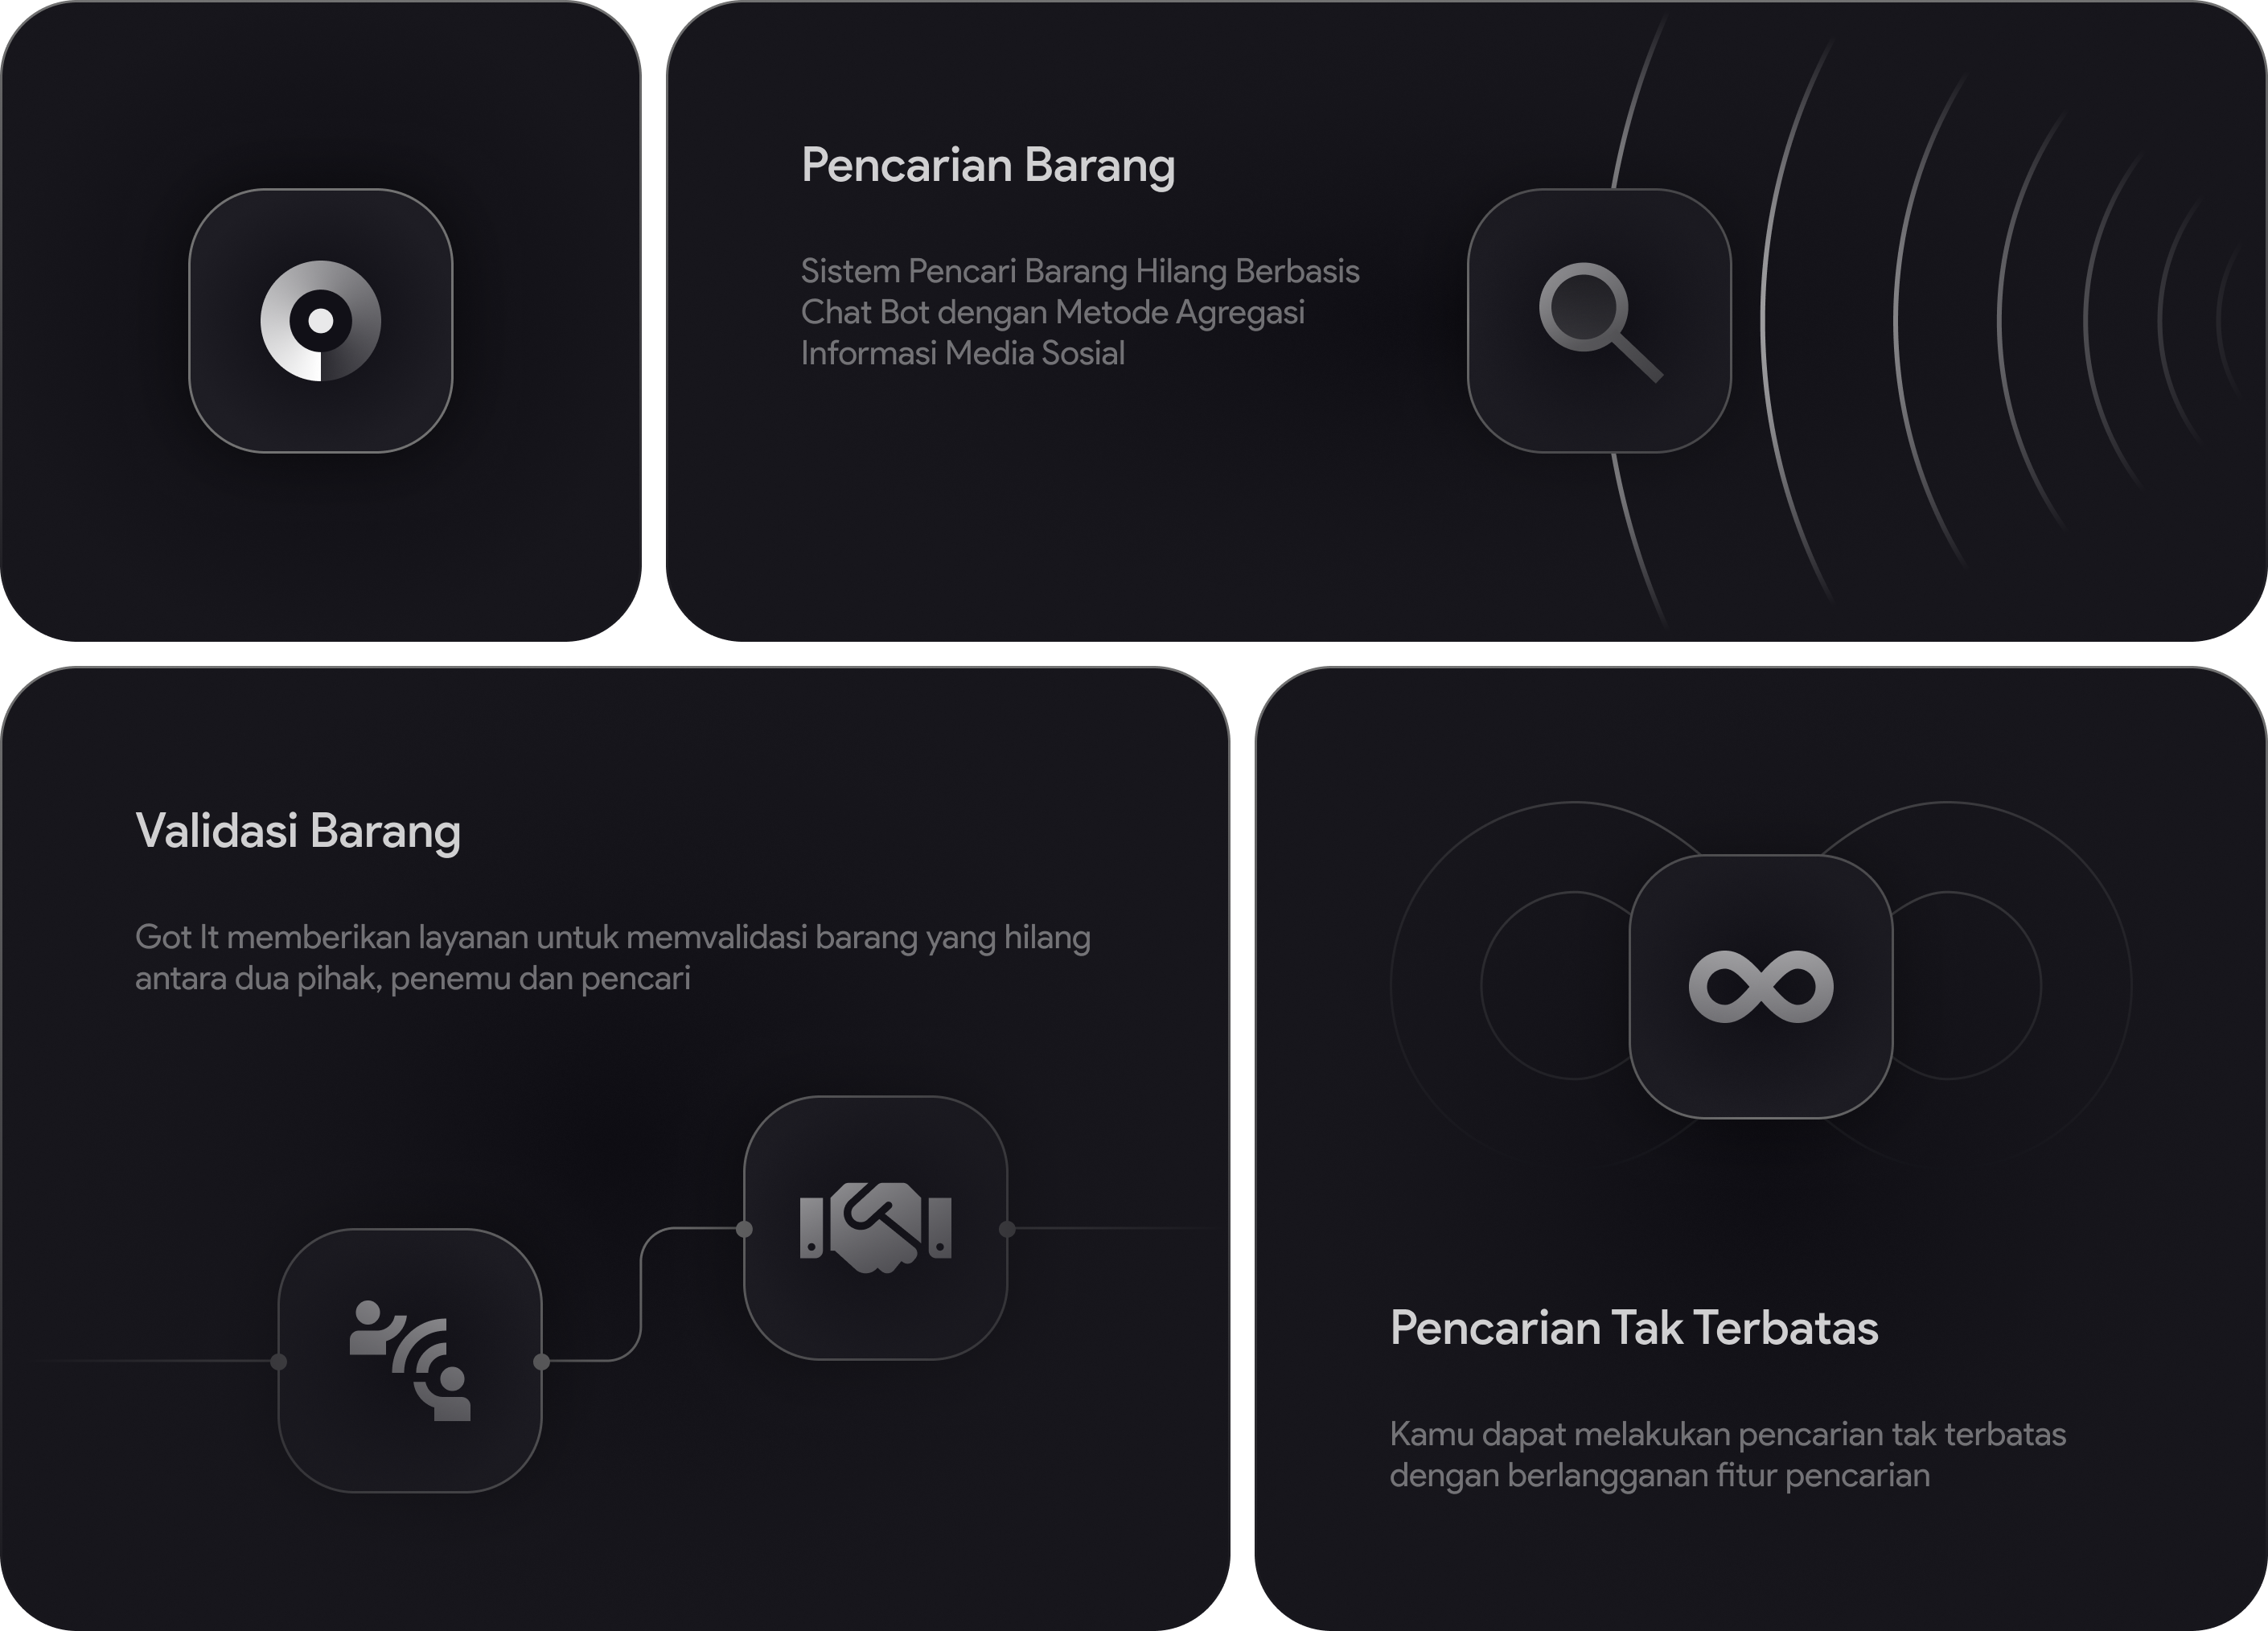 Pencarian Barang
Sistem Pencari Barang Hilang Berbasis
Chat Bot dengan Metode Agregasi
Informasi Media Sosial
Validasi Barang
Got It memberikan layanan untuk memvalidasi barang yang hilang
antara dua pihak, penemu dan pencari
Pencarian Tak Terbatas
Kamu dapat melakukan pencarian tak terbatas
dengan berlangganan fitur pencarian